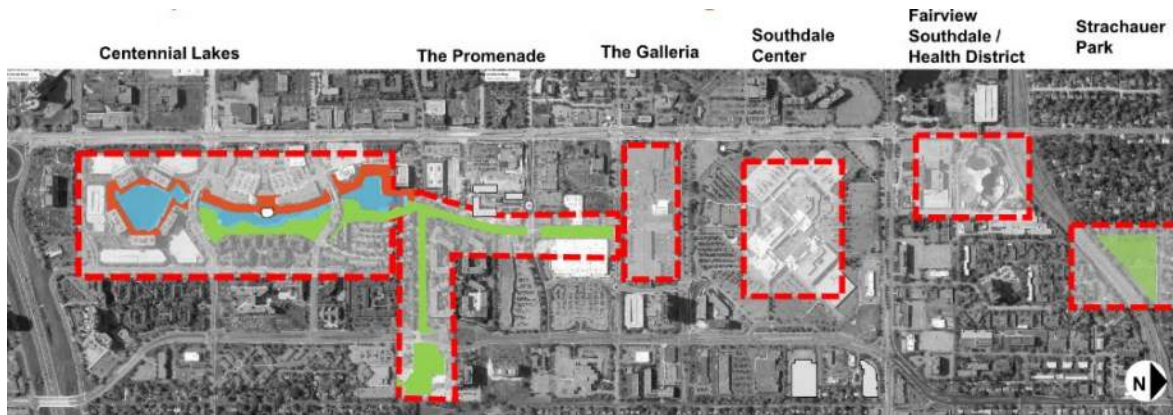 Centennial Lakes
The Promenade
The Galleria
Southdale
Center
Fairview
Southdale /
Health District
Strachauer
Park
N